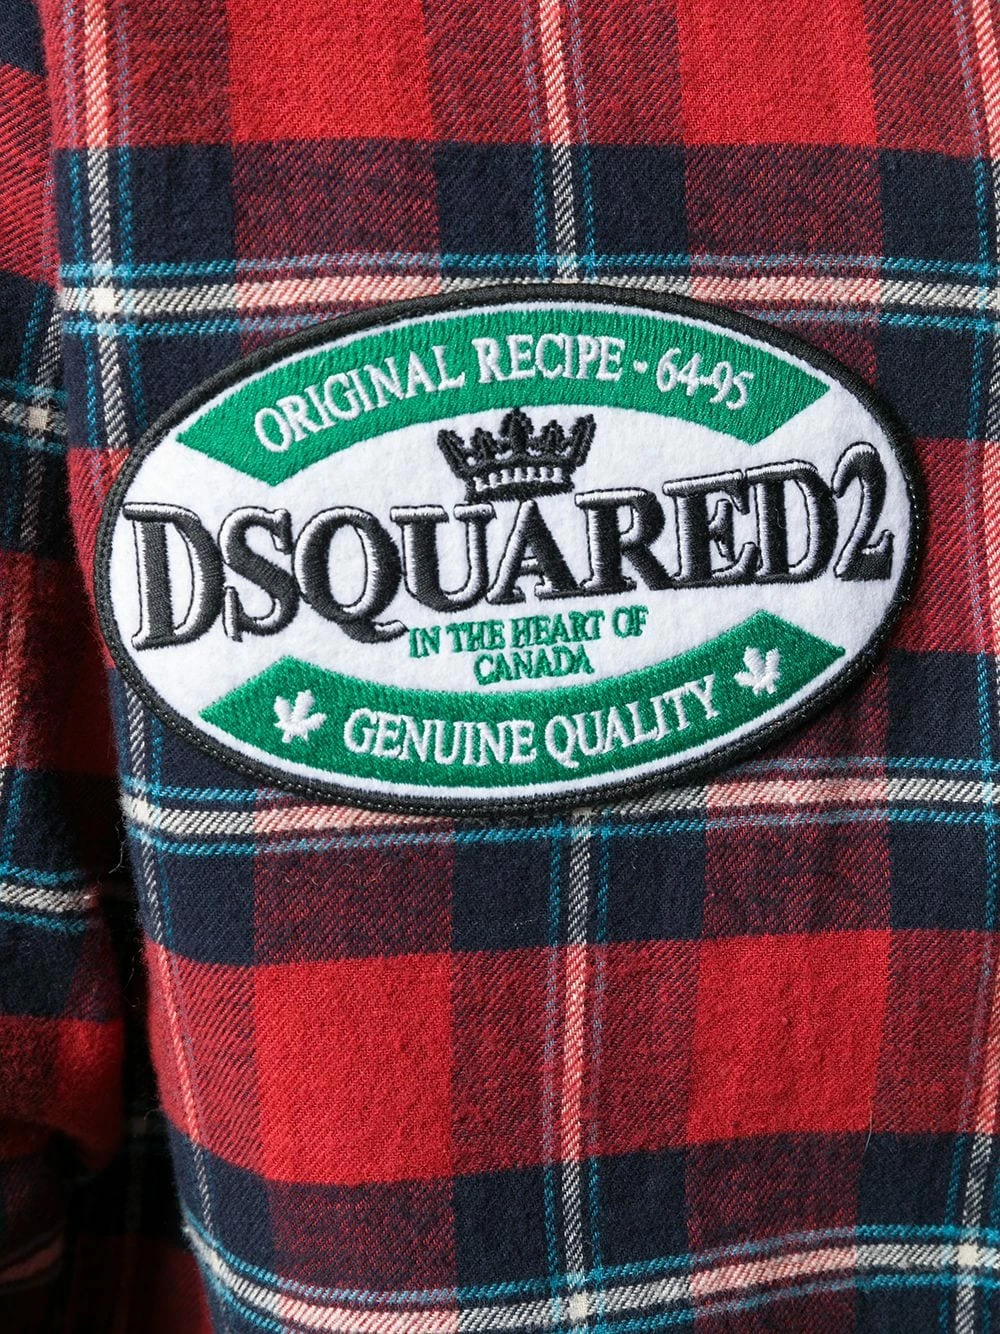 ORIGINAL RECIPE - 64-95
DSQUARED2
IN THE HEART OF
CANADA
GENUINE QUALITY